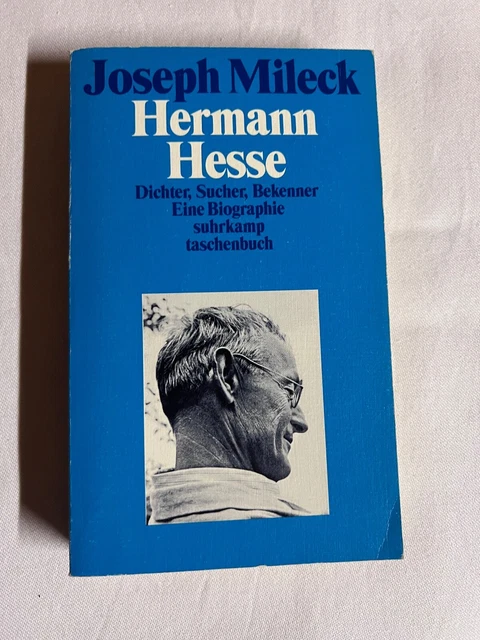 Joseph Mileck
Hermann
Hesse
Dichter, Sucher, Bekenner
Eine Biographie
suhrkamp
taschenbuch